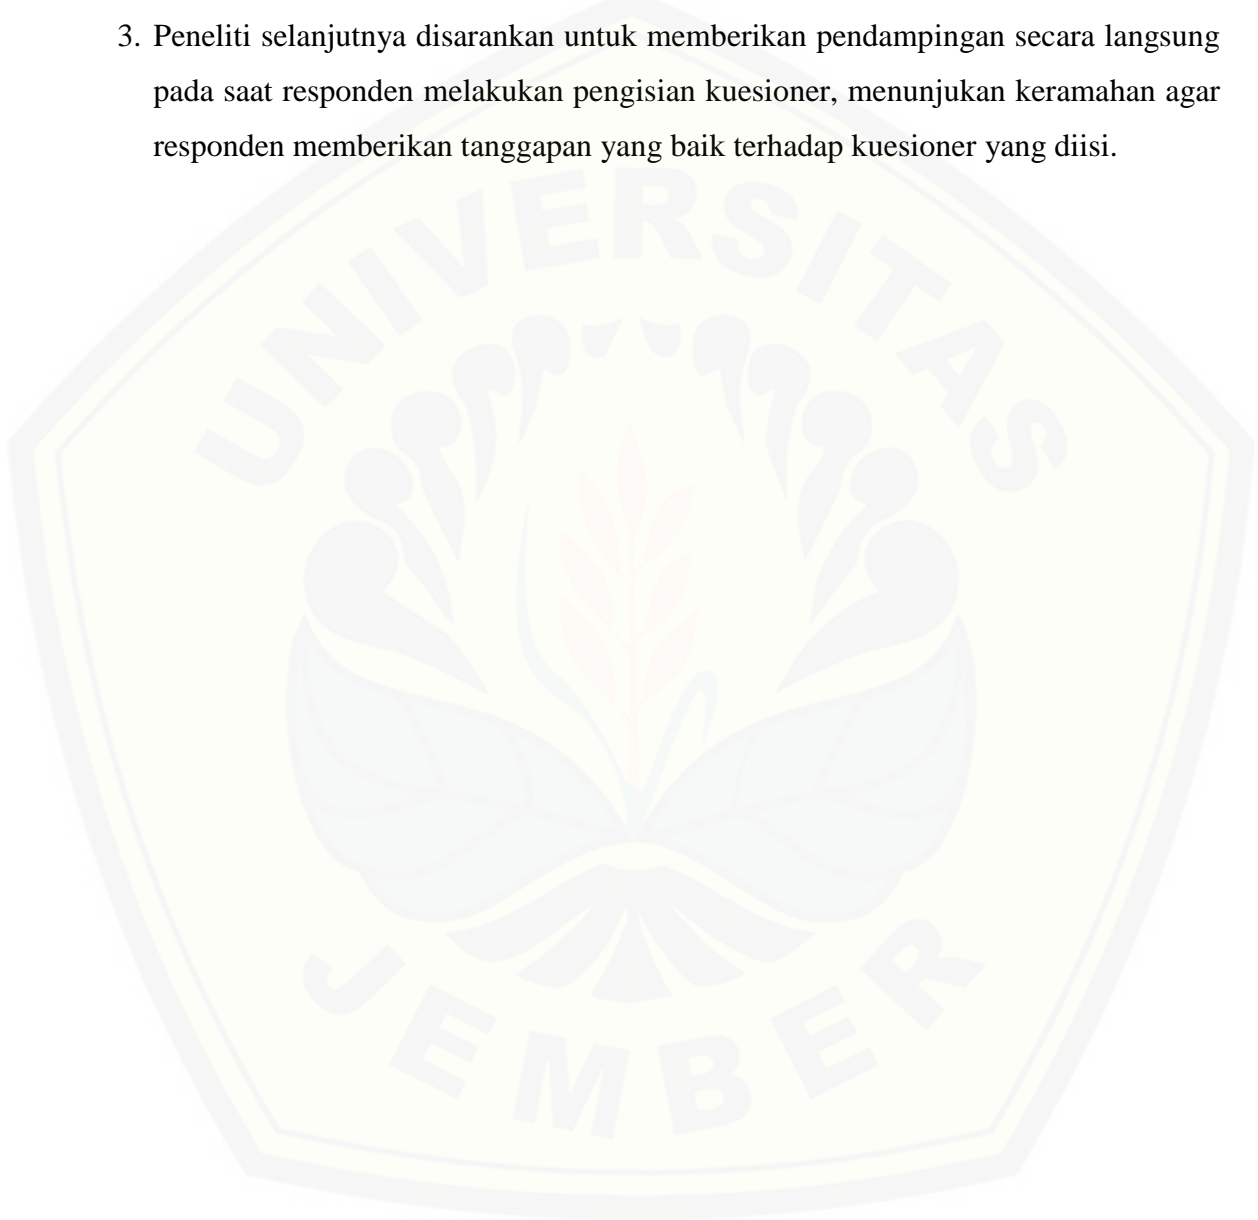 3. Peneliti selanjutnya disarankan untuk memberikan pendampingan secara langsung
pada saat responden melakukan pengisian kuesioner, menunjukan keramahan agar
responden memberikan tanggapan yang baik terhadap kuesioner yang diisi.
UNIVERSITAS
JEMBER